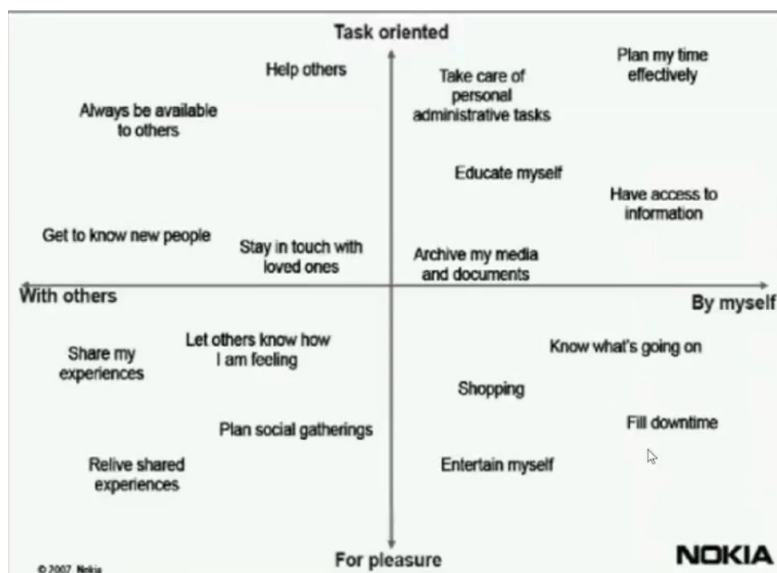 Task oriented
Help others
Plan my time
effectively
Take care of
personal
administrative tasks
Always be available
to others
Educate myself
Have access to
information
Get to know new people
Stay in touch with
loved ones
Archive my media
and documents
With others
By myself
Let others know how
I am feeling
Share my
experiences
Know what's going on
Shopping
Fill downtime
Plan social gatherings
Relive shared
experiences
Entertain myself
For pleasure
NOKIA
© 2007 Nokia